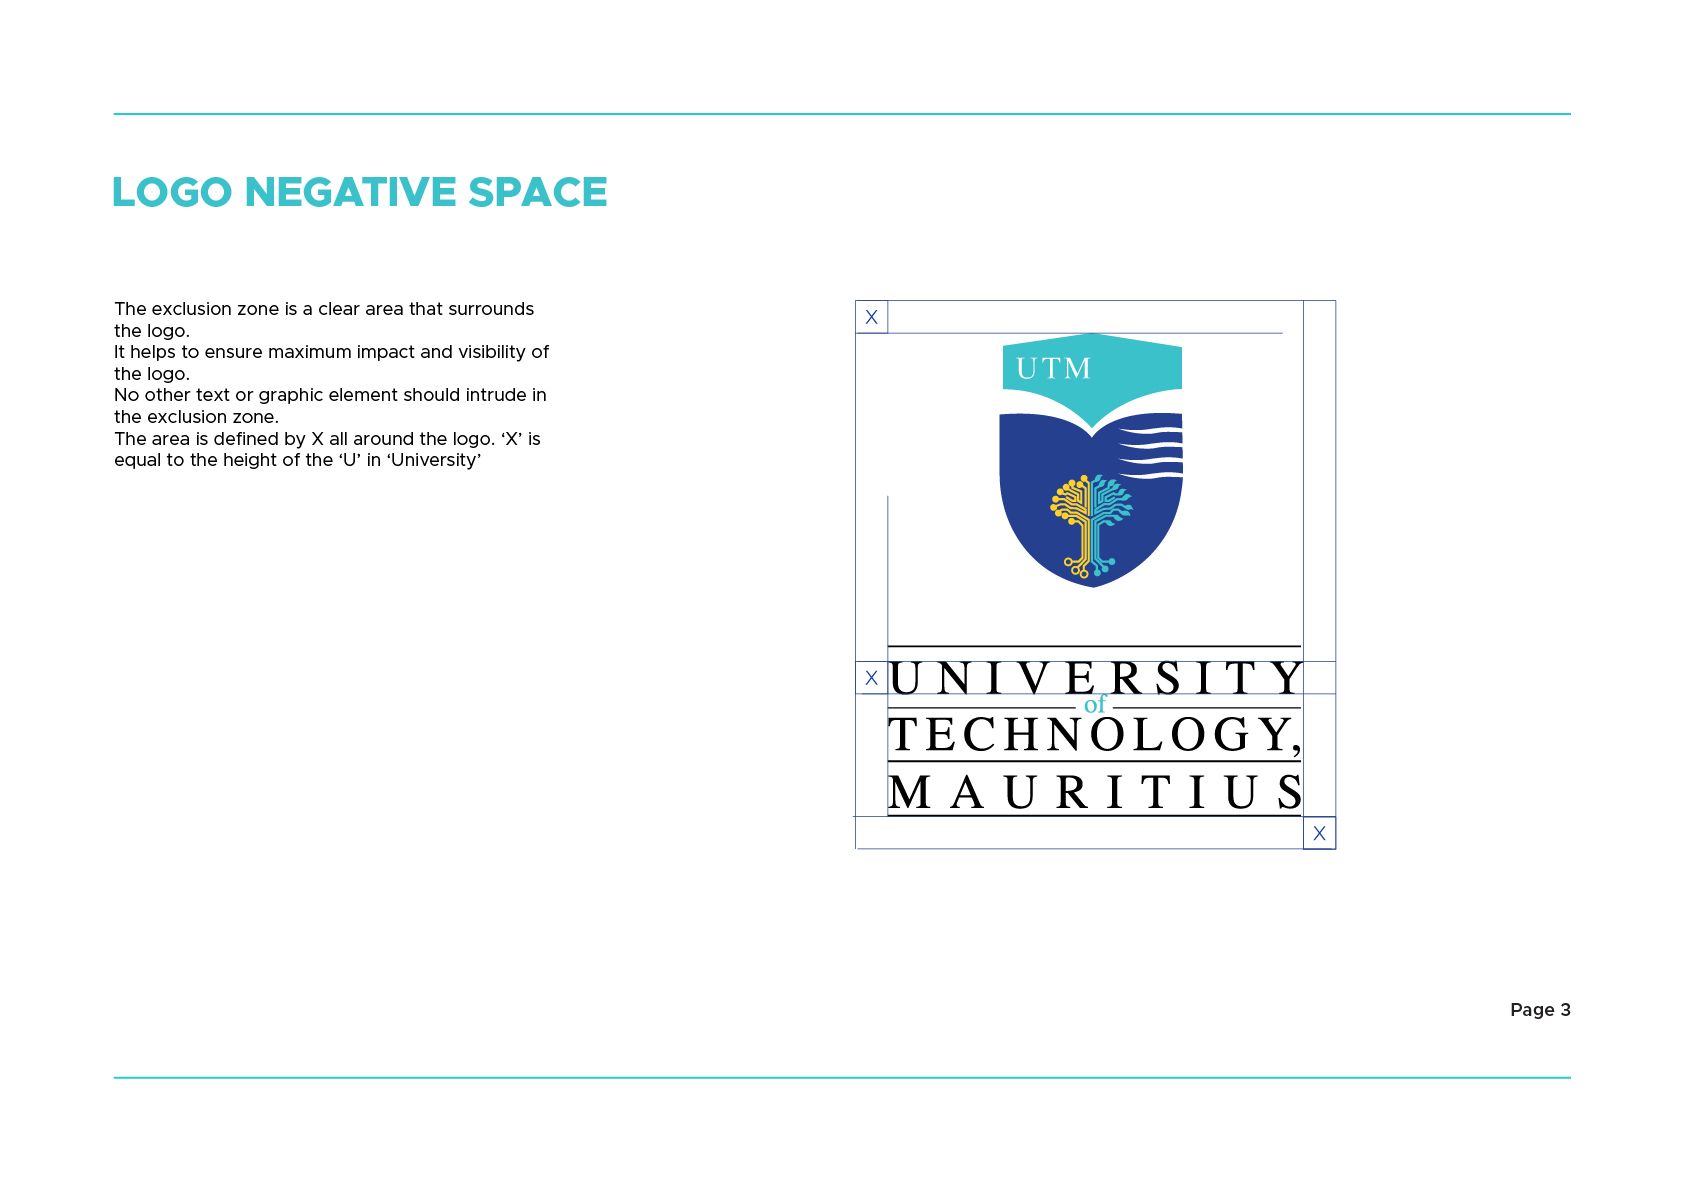 LOGO NEGATIVE SPACE
The exclusion zone is a clear area that surrounds
the logo.
It helps to ensure maximum impact and visibility of
the logo.
No other text or graphic element should intrude in
the exclusion zone.
The area is defined by X all around the logo. ‘X’ is
equal to the height of the ‘U’ in ‘University’
X
UTM
X
UNIVERSITY
of
TECHNOLOGY,
MAURITIUS
X
Page 3